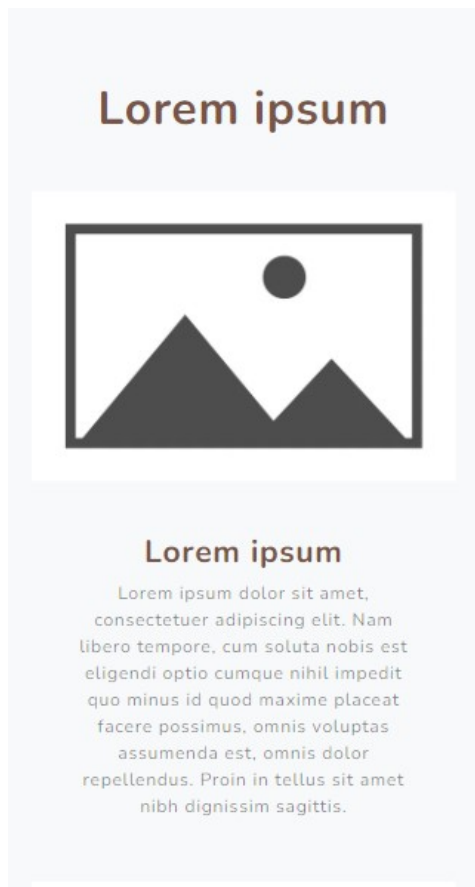 Lorem ipsum
Lorem ipsum
Lorem ipsum dolor sit amet,
consectetuer adipiscing elit. Nam
libero tempore, cum soluta nobis est
eligendi optio cumque nihil impedit
quo minus id quod maxime placeat
facere possimus, omnis voluptas
assumenda est, omnis dolor
repellendus. Proin in tellus sit amet
nibh dignissim sagittis.